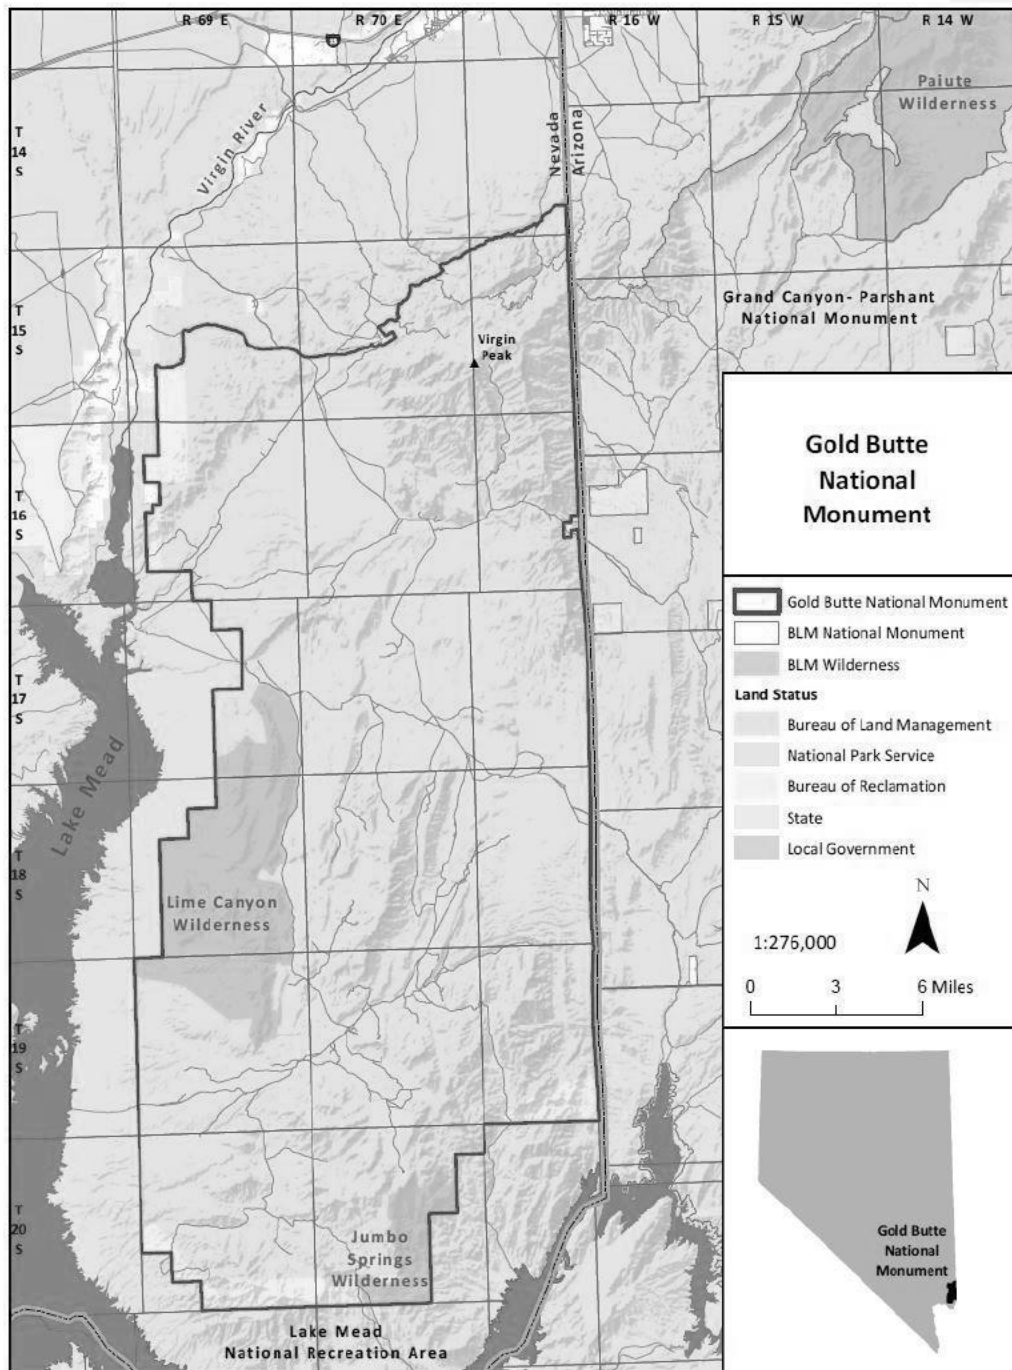 R 69 E
R 70 E
R 16 W
R 15 W
R 14 W
15
Paiute
Wilderness
T
14
S
Virgin River
Nevada
Arizona
Grand Canyon- Parshant
National Monument
T
15
S
Virgin
Peak
Gold Butte
National
Monument
T
16
S
Gold Butte National Monument
BLM National Monument
BLM Wilderness
Land Status
Bureau of Land Management
National Park Service
Bureau of Reclamation
State
Local Government
T
17
S
Lake Mead
T
18
S
Lime Canyon
Wilderness
N
1:276,000
0 3 6 Miles
T
19
S
T
20
S
Jumbo
Springs
Wilderness
Gold Butte
National
Monument
Lake Mead
National Recreation Area